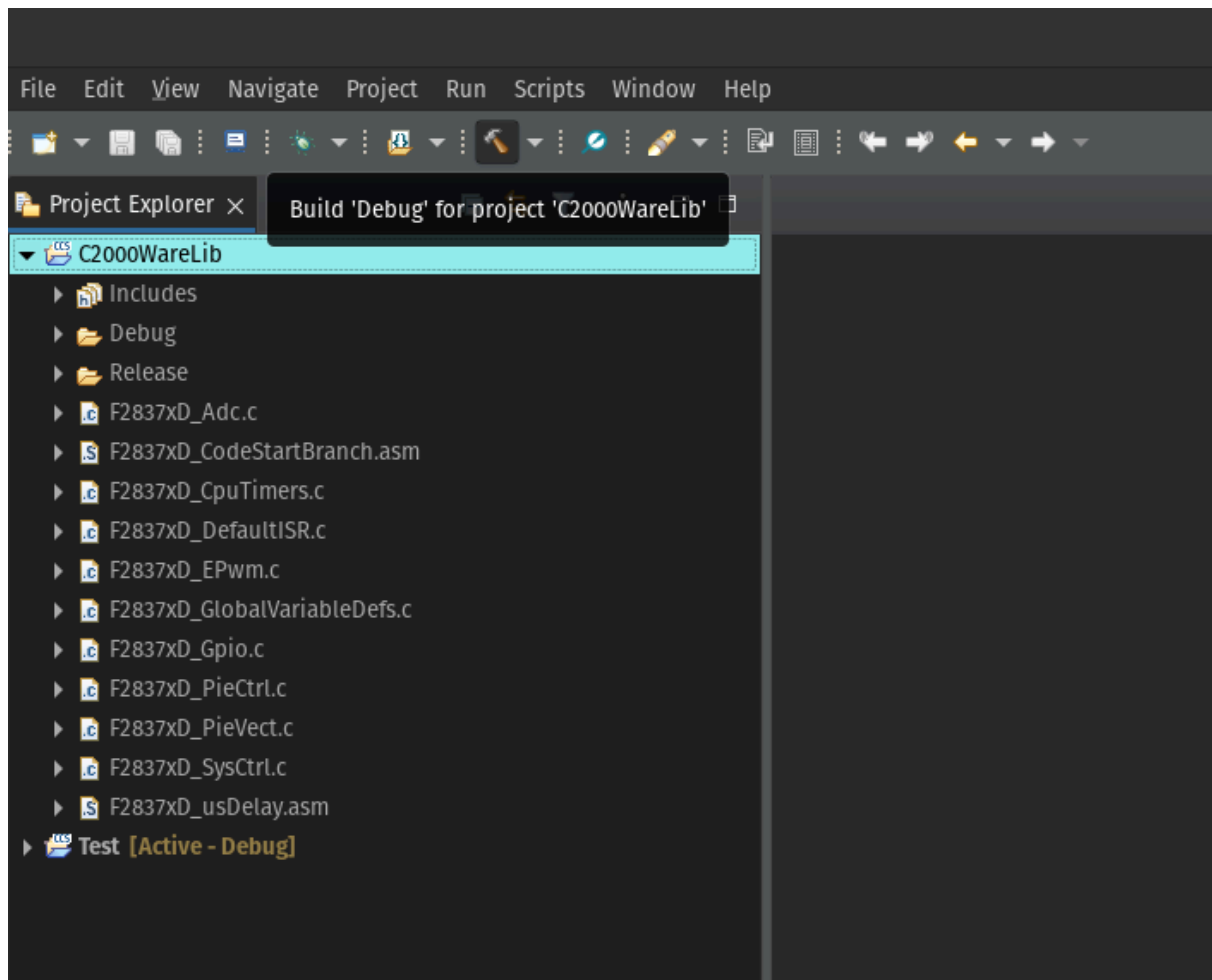 File Edit View Navigate Project Run Scripts Window Help
Project Explorer
Build 'Debug' for project 'C2000WareLib'
C2000WareLib
Includes
Debug
Release
F2837xD_Adc.c
F2837xD_CodeStartBranch.asm
F2837xD_CpuTimers.c
F2837xD_DefaultISR.c
F2837xD_EPwm.c
F2837xD_GlobalVariableDefs.c
F2837xD_Gpio.c
F2837xD_PieCtrl.c
F2837xD_PieVect.c
F2837xD_SysCtrl.c
F2837xD_usDelay.asm
Test [Active - Debug]